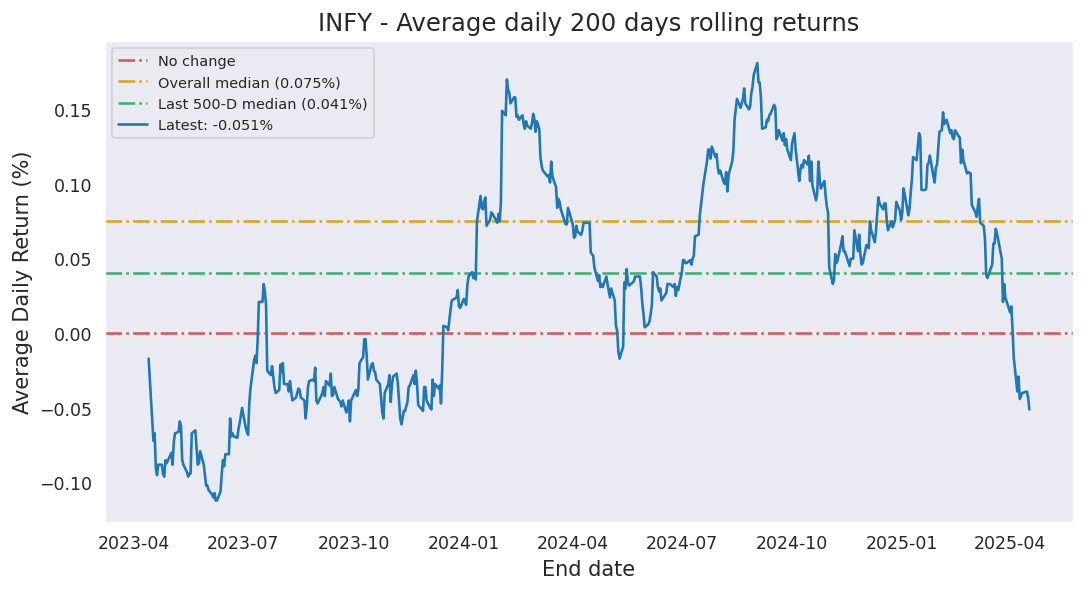 INFY - Average daily 200 days rolling returns
No change
Overall median (0.075%)
Last 500-D median (0.041%)
Latest: -0.051%
Average Daily Return (%)
0.15
0.10
0.05
0.00
−0.05
−0.10
2023-04 2023-07 2023-10 2024-01 2024-04 2024-07 2024-10 2025-01 2025-04
End date